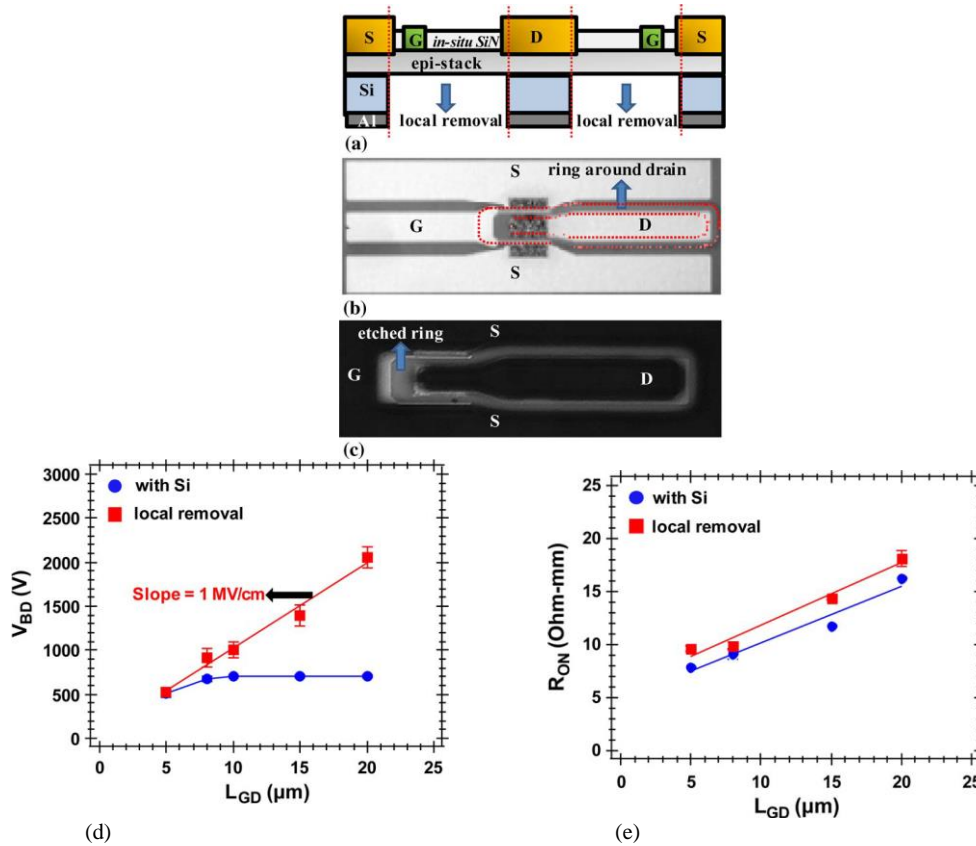 S G in-situ SiN D G S
epi-stack
Si
Al local removal local removal
(a)
S ring around drain
G D
S
(b)
etched ring S
G D
S
(c)
with Si
local removal
Slope = 1 MV/cm
V_BD (V)
3000
2500
2000
1500
1000
500
0
0 5 10 15 20 25
L_GD (µm)
(d)
with Si
local removal
R_ON (Ohm-mm)
25
20
15
10
5
0
0 5 10 15 20 25
L_GD (µm)
(e)